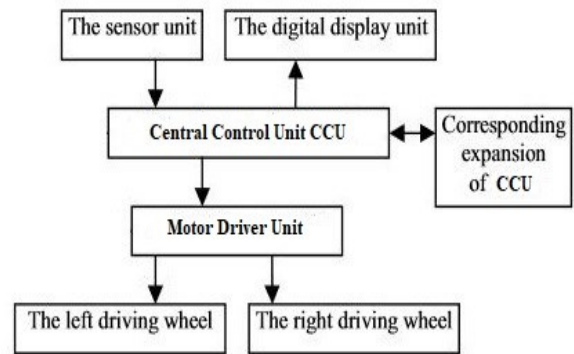 The sensor unit
The digital display unit
Central Control Unit CCU
Corresponding
expansion
of CCU
Motor Driver Unit
The left driving wheel
The right driving wheel